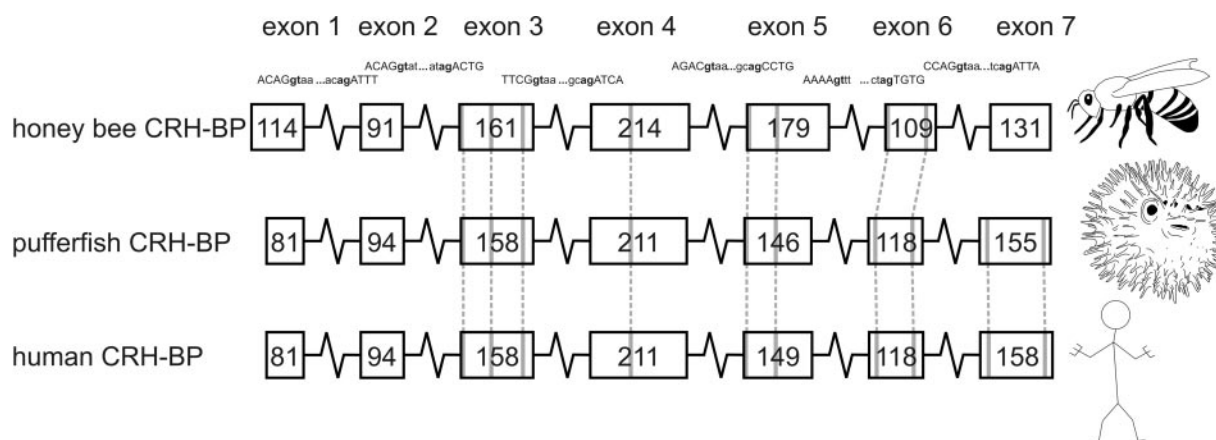 exon 1 exon 2 exon 3 exon 4 exon 5 exon 6 exon 7
ACAGgtat...atagACTG AGACgtaa...gcagCCTG CCAGgtaa...tcagATTA
ACAGgtaa ...acagATTT TTCGgtaa ...gcagATCA AAAAgttt ...ctagTGTG
honey bee CRH-BP 114 91 161 214 179 109 131
pufferfish CRH-BP 81 94 158 211 146 118 155
human CRH-BP 81 94 158 211 149 118 158